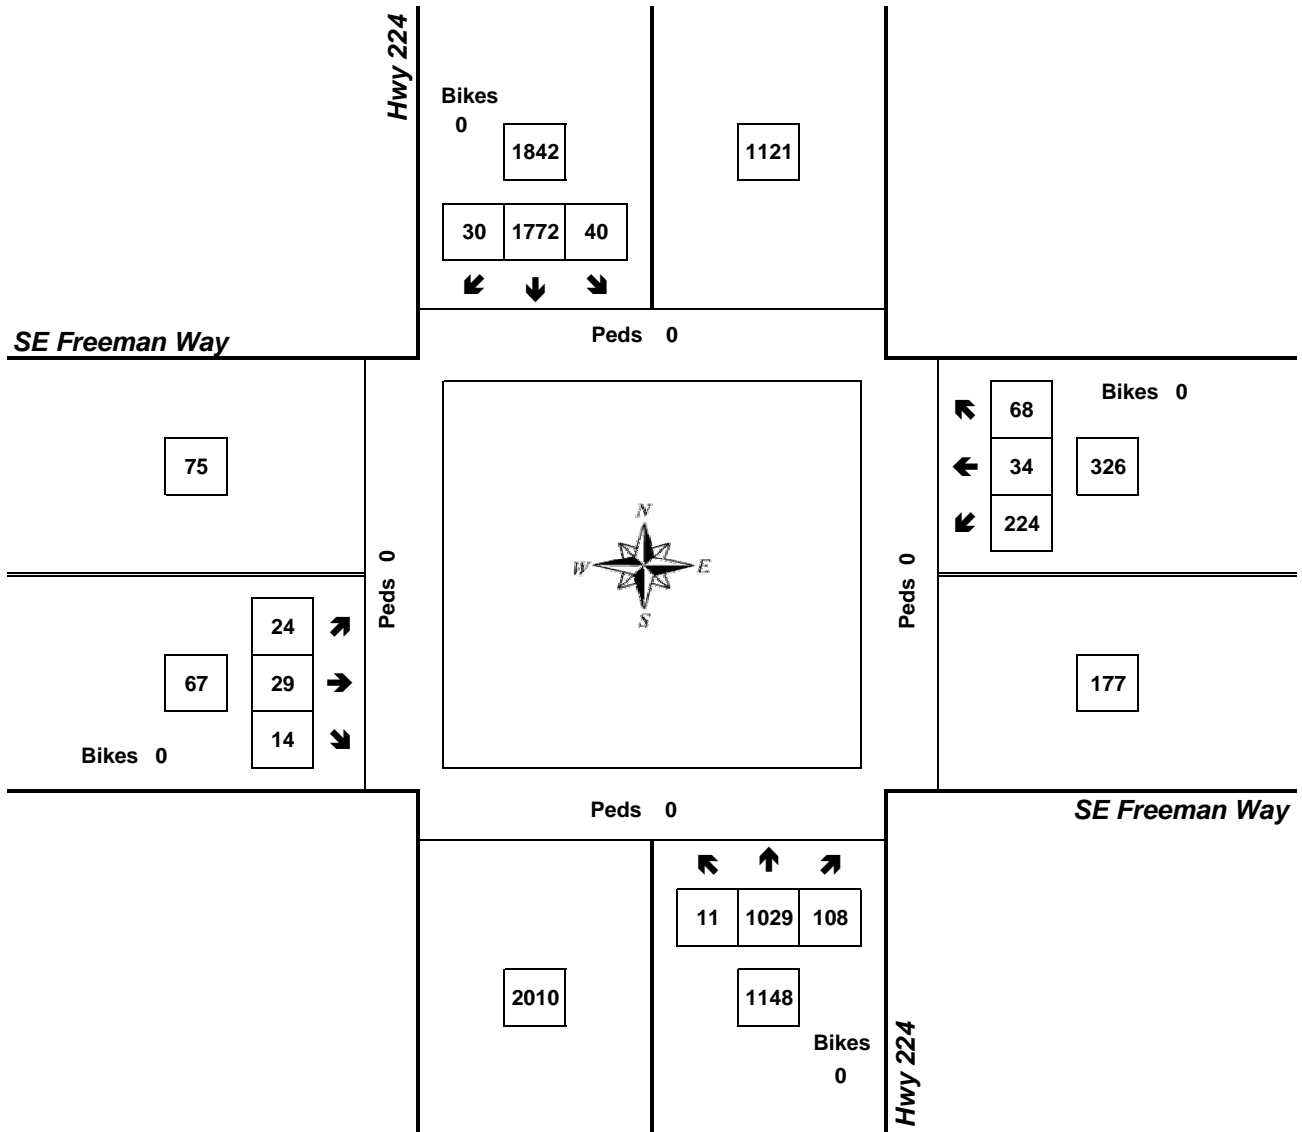 Hwy 224
Bikes
0
1842
1121
30 1772 40
Peds 0
SE Freeman Way
68
Bikes 0
75
34
326
224
N
W E
S
Peds 0
Peds 0
24
67
29
177
14
Bikes 0
Peds 0
SE Freeman Way
11 1029 108
2010
1148
Bikes
0
Hwy 224